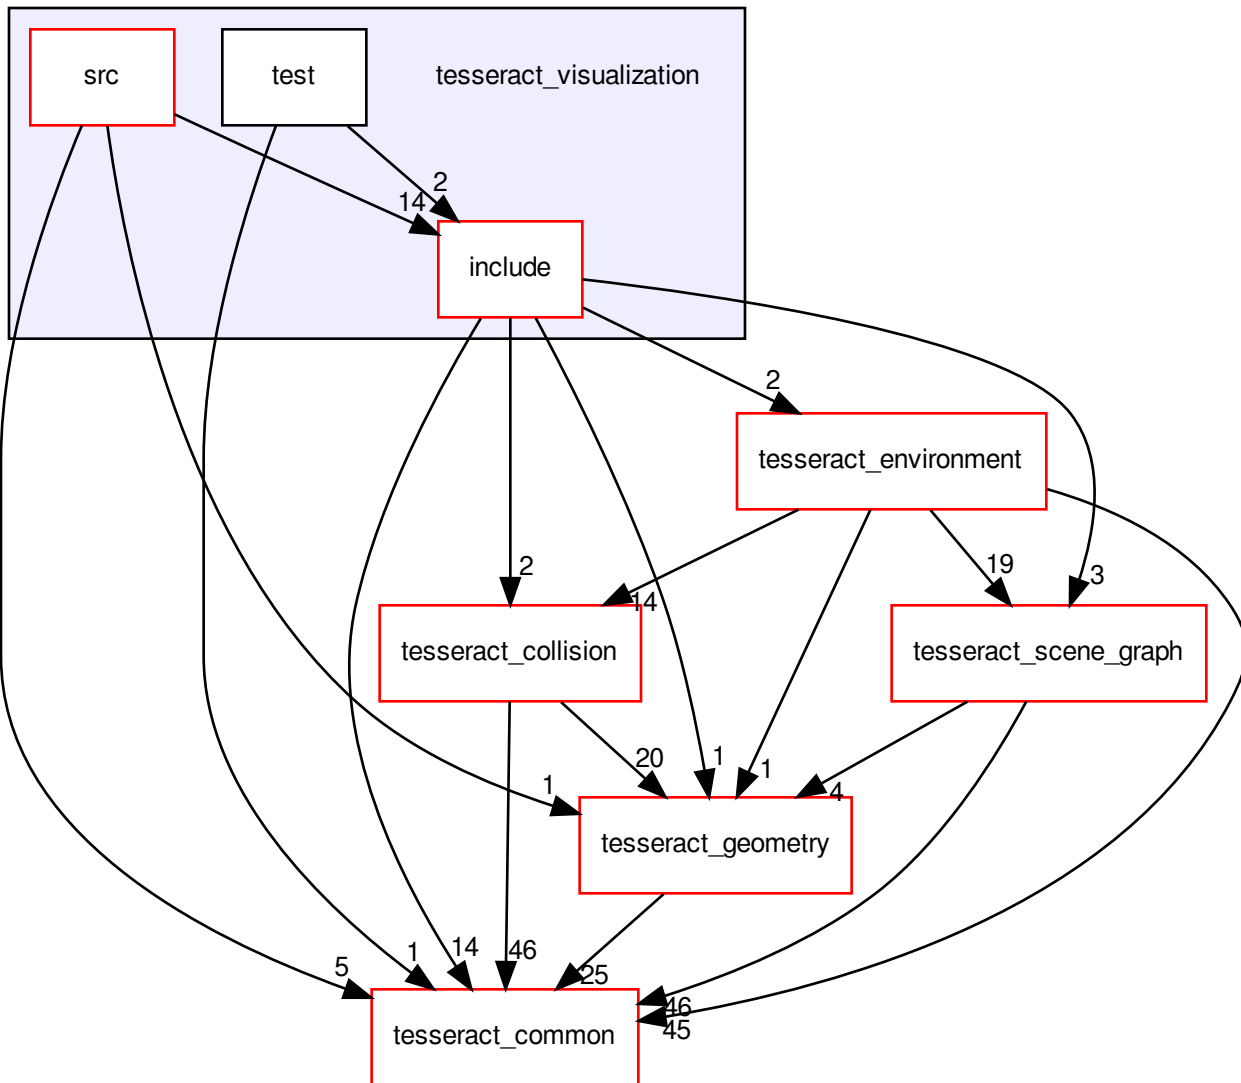 src
test
tesseract_visualization
2
14
include
2
tesseract_environment
2
19
3
14
tesseract_collision
tesseract_scene_graph
20
1
1
1
4
tesseract_geometry
5
1
14
46
25
46
45
tesseract_common